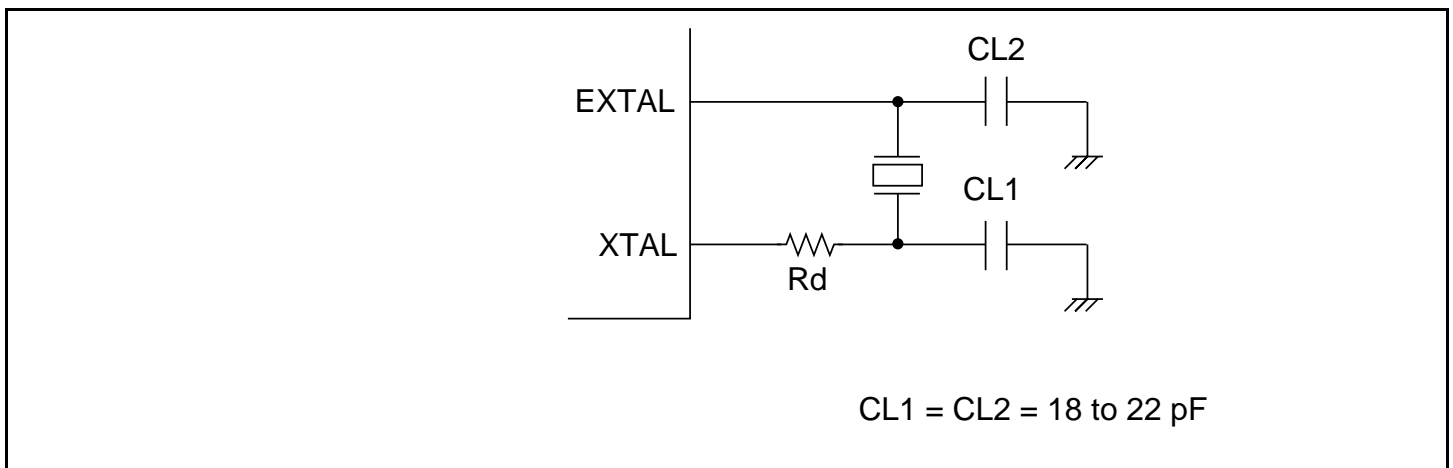 CL2
EXTAL
CL1
XTAL
Rd
CL1 = CL2 = 18 to 22 pF